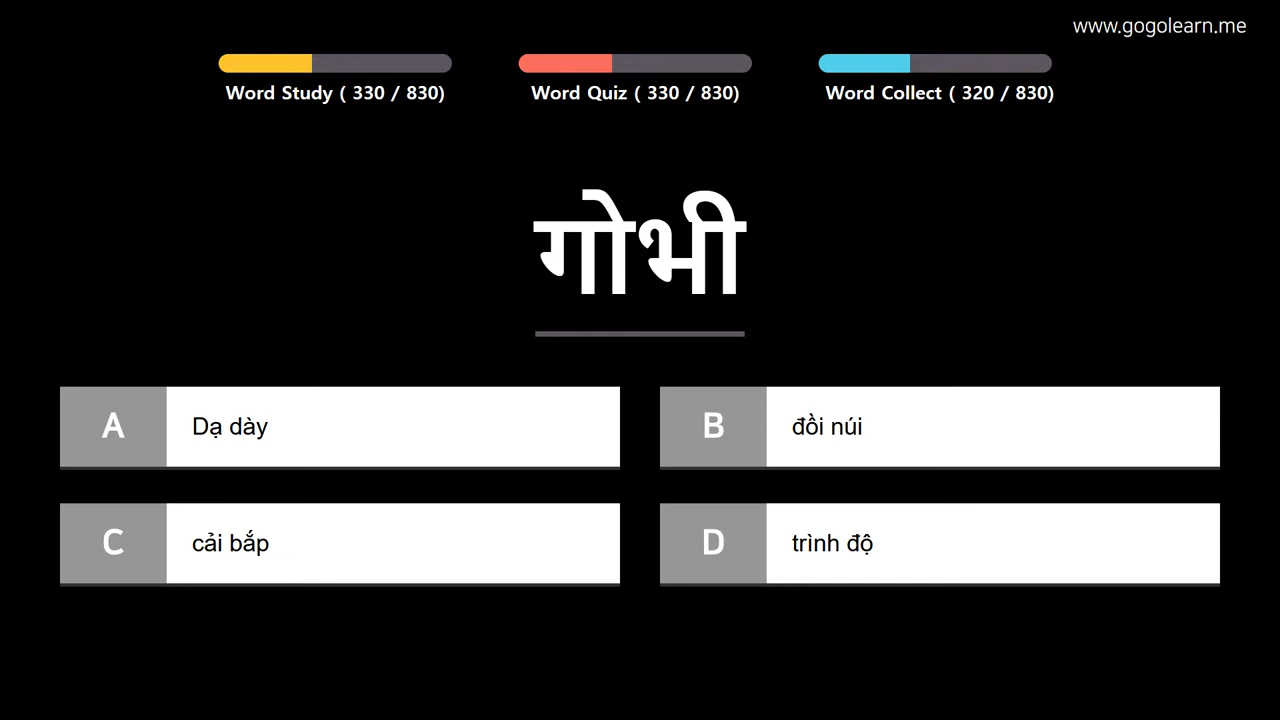 www.gogolearn.me
Word Study ( 330 / 830)
Word Quiz ( 330 / 830)
Word Collect ( 320 / 830)
गोभी
A Dạ dày
B đồi núi
C cải bắp
D trình độ